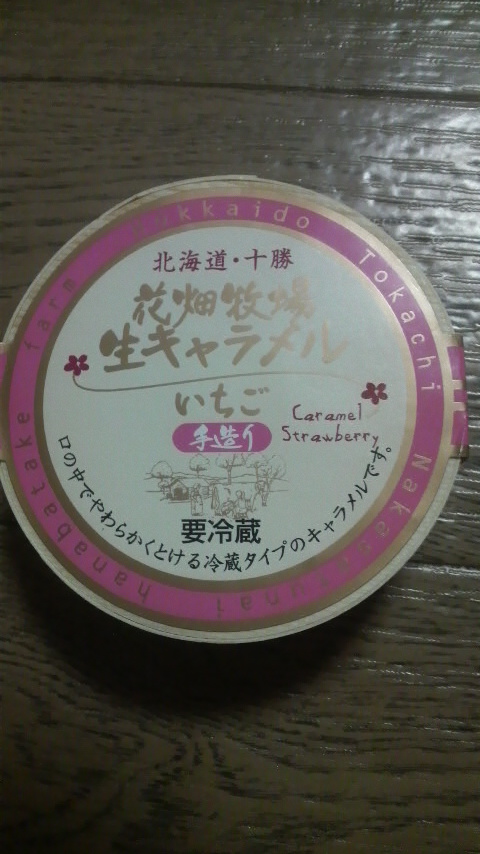 Hokkaido Tokachi Nakasatsunai hanabatake farm
北海道・十勝
花畑牧場
生キャラメル
いちご
Caramel
Strawberry
手造り
要冷蔵
口の中でやわらかくとける冷蔵タイプのキャラメルです。